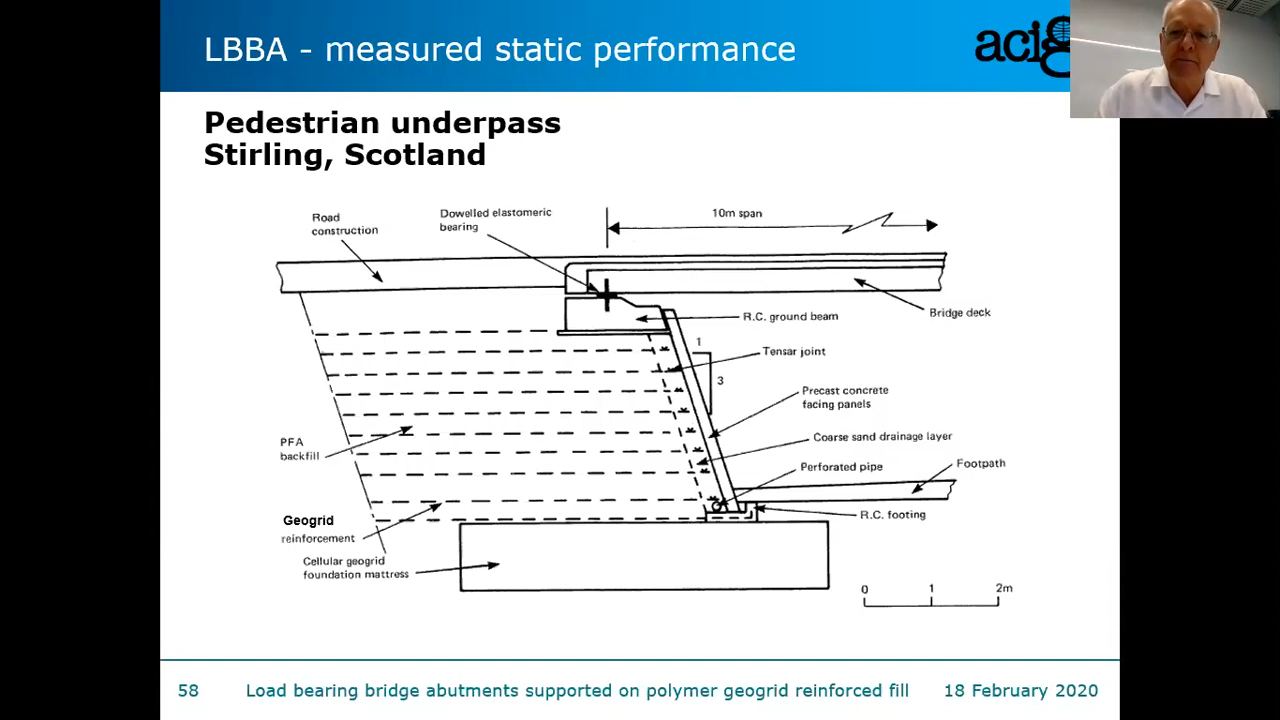 LBBA - measured static performance
acig
Pedestrian underpass
Stirling, Scotland
Road
construction
Dowelled elastomeric
bearing
10m span
Bridge deck
R.C. ground beam
1
Tensar joint
3
Precast concrete
facing panels
PFA
backfill
Coarse sand drainage layer
Perforated pipe
Footpath
Geogrid
reinforcement
R.C. footing
Cellular geogrid
foundation mattress
0 1 2m
58 Load bearing bridge abutments supported on polymer geogrid reinforced fill 18 February 2020